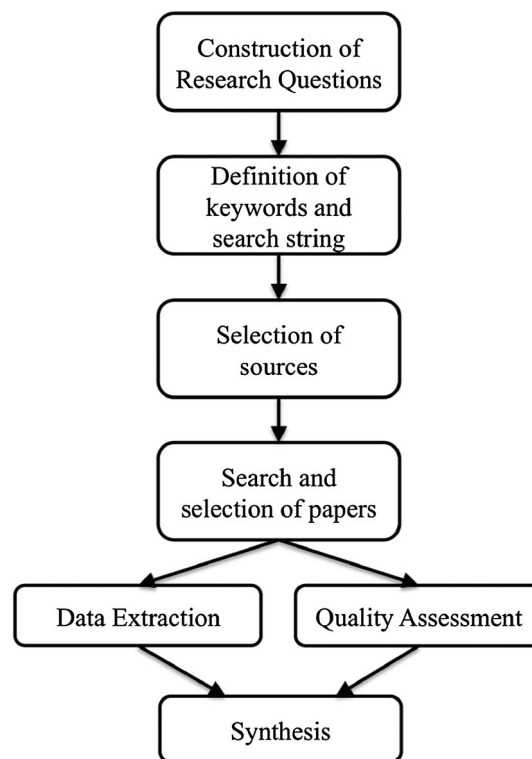 Construction of
Research Questions
Definition of
keywords and
search string
Selection of
sources
Search and
selection of papers
Data Extraction
Quality Assessment
Synthesis